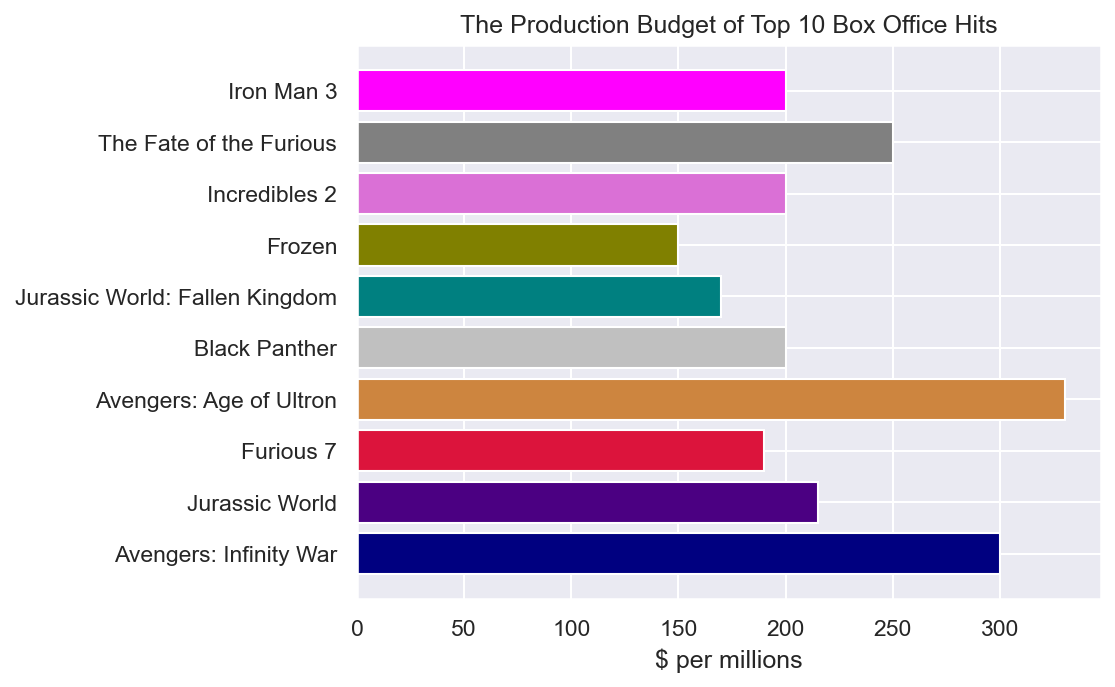 The Production Budget of Top 10 Box Office Hits
Iron Man 3
The Fate of the Furious
Incredibles 2
Frozen
Jurassic World: Fallen Kingdom
Black Panther
Avengers: Age of Ultron
Furious 7
Jurassic World
Avengers: Infinity War
0 50 100 150 200 250 300
$ per millions